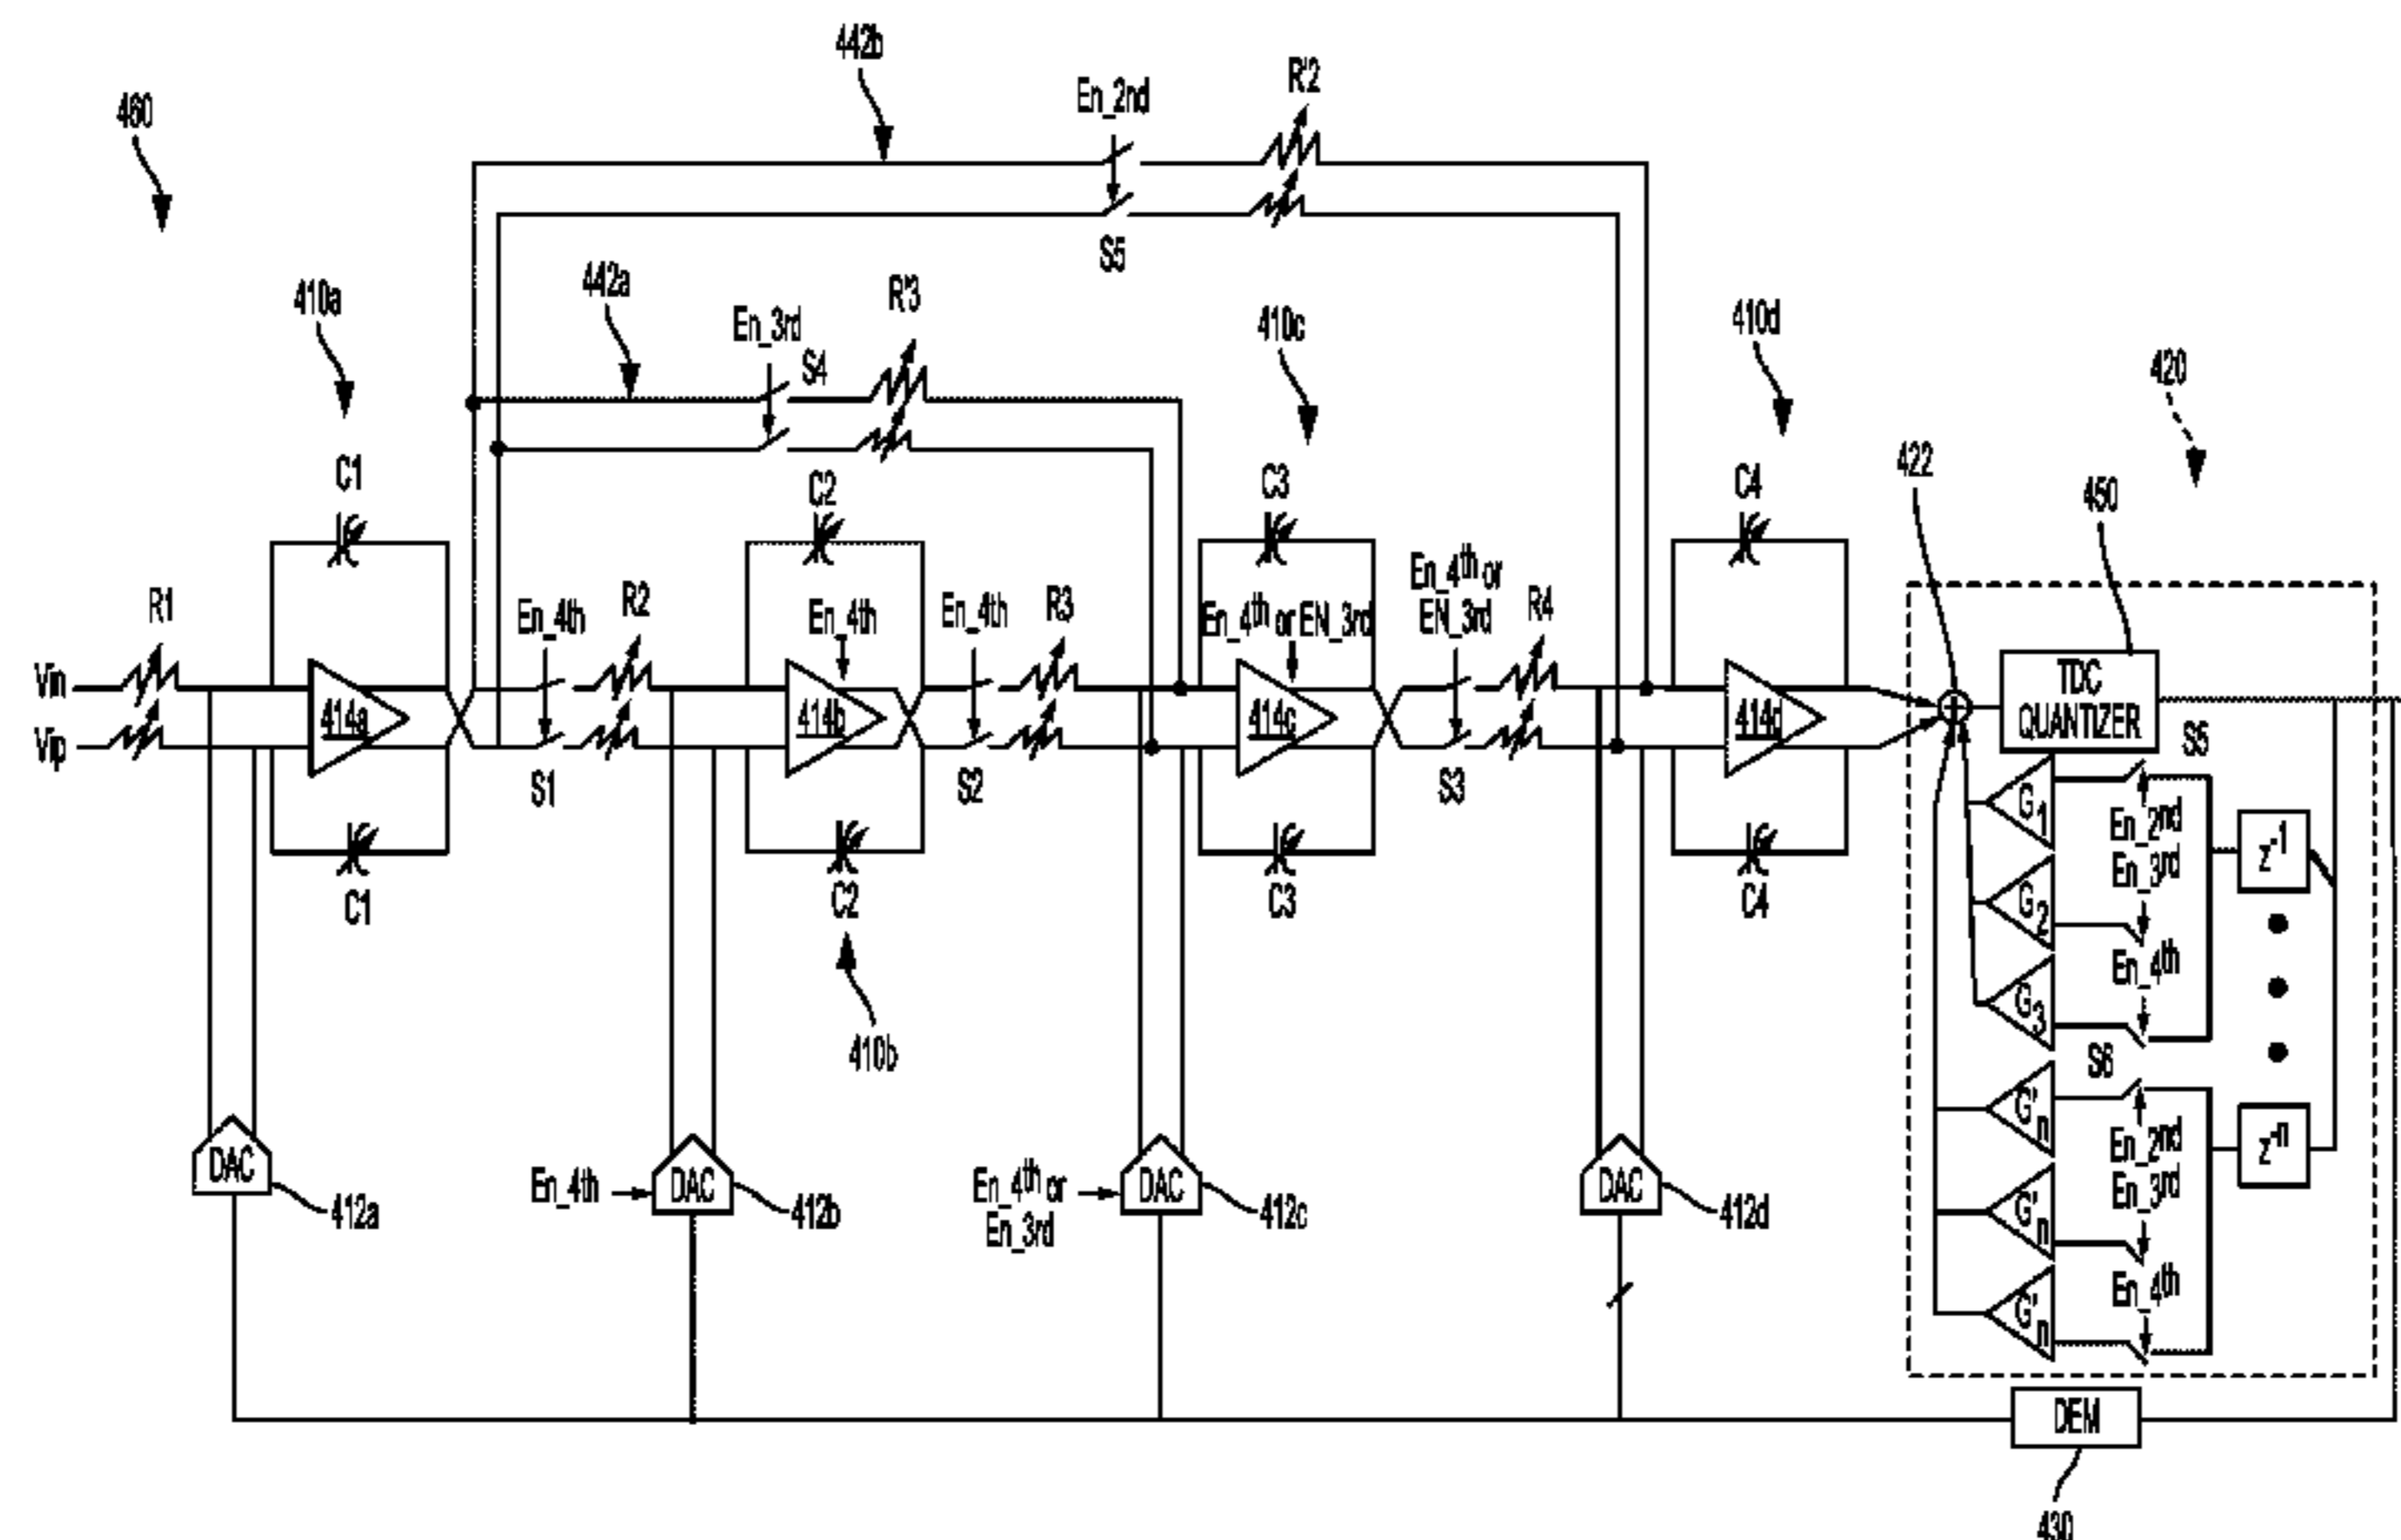 442b
R'2
En_2nd
460
S5
442a
R'3
410a
En_3rd
S4
410c
410d
420
C1
C2
C3
C4
422
450
R1
En_4th
R2
En_4th
En_4th
R3
En_4th or EN_3rd
En_4th or
EN_3rd
R4
Vin
414a
414b
414c
414d
TDC
QUANTIZER
Vip
S1
S2
S3
S5
G1
En_2nd
z-1
En_3rd
G2
C1
C2
C3
C4
En_4th
G3
410b
S6
G'n
En_2nd
z-n
En_3rd
G'n
DAC
412a
En_4th
DAC
412b
En_4th or
En_3rd
DAC
412c
DAC
412d
En_4th
G'n
DEM
430